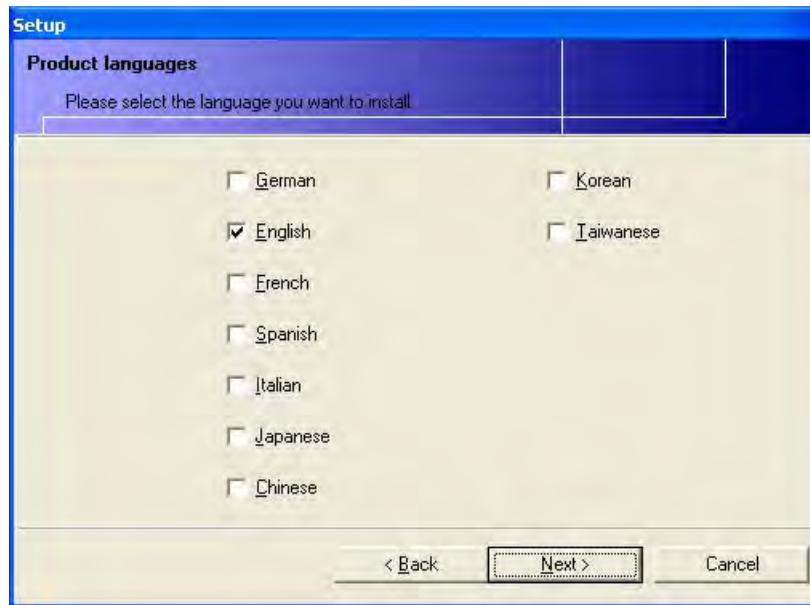 Setup
Product languages
Please select the language you want to install.
German
English
French
Spanish
Italian
Japanese
Chinese
Korean
Taiwanese
< Back
Next >
Cancel